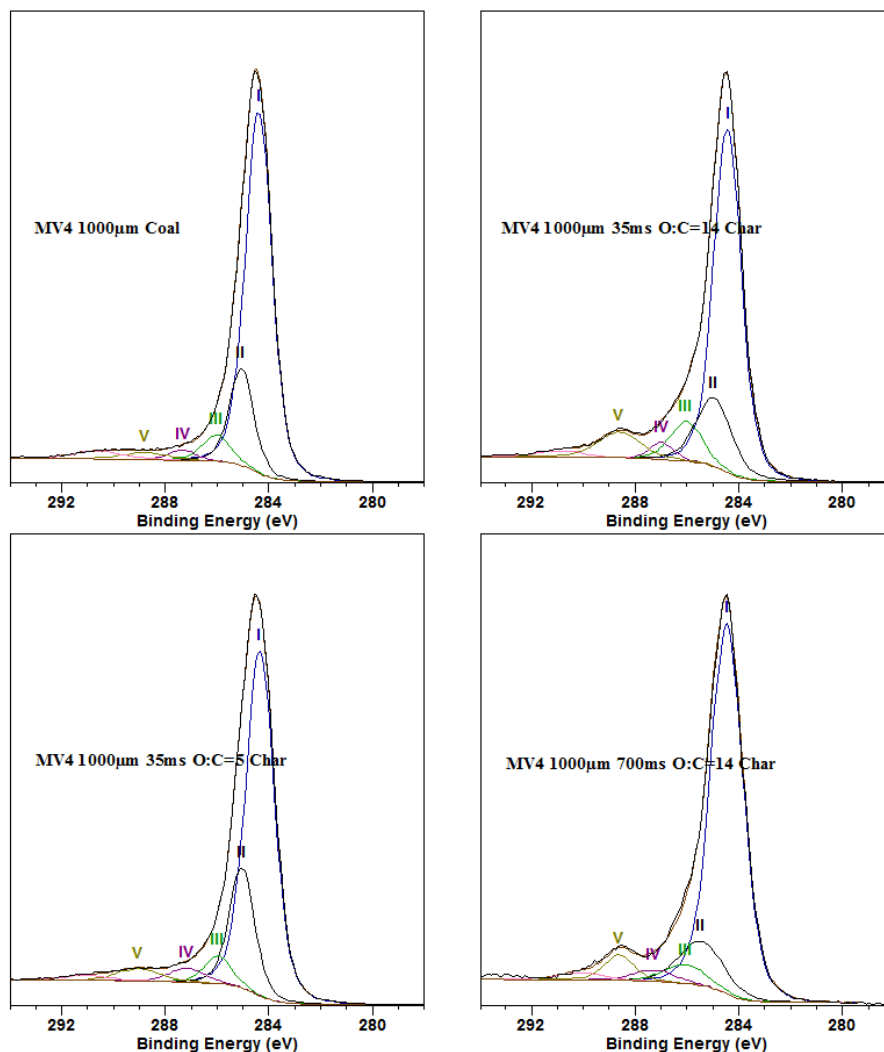 I
MV4 1000µm Coal
II
III
IV
V
292 288 284 280
Binding Energy (eV)
I
MV4 1000µm 35ms O:C=14 Char
II
III
IV
V
292 288 284 280
Binding Energy (eV)
I
MV4 1000µm 35ms O:C=5 Char
II
III
IV
V
292 288 284 280
Binding Energy (eV)
I
MV4 1000µm 700ms O:C=14 Char
II
III
IV
V
292 288 284 280
Binding Energy (eV)